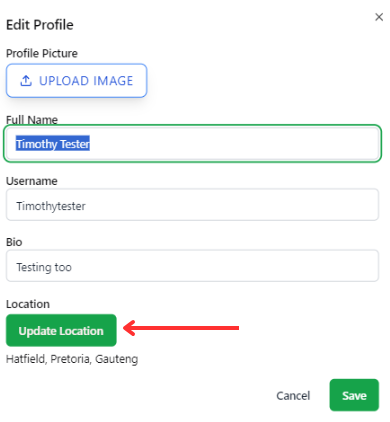 Edit Profile
Profile Picture
UPLOAD IMAGE
Full Name
Timothy Tester
Username
Timothytester
Bio
Testing too
Location
Update Location
Hatfield, Pretoria, Gauteng
Cancel Save